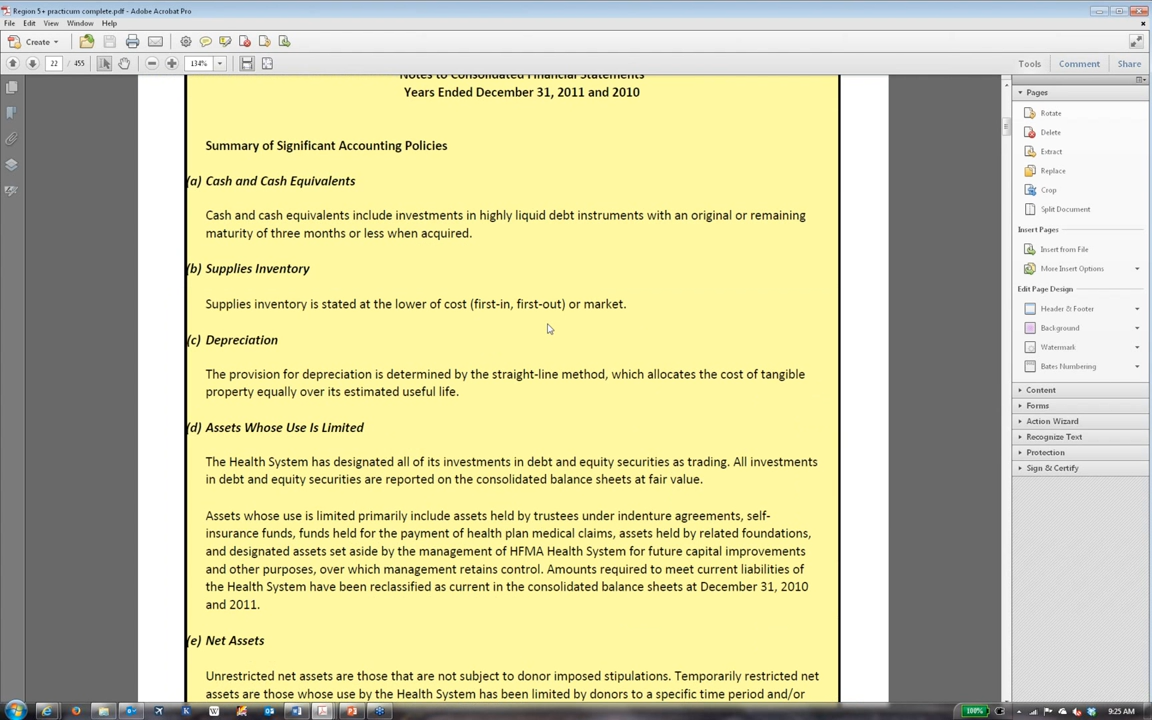 Region 5+ practicum complete.pdf - Adobe Acrobat Pro
File Edit View Window Help
Create
22 / 455 134% Tools Comment Share
Notes to Consolidated Financial Statements
Years Ended December 31, 2011 and 2010
Summary of Significant Accounting Policies
(a) Cash and Cash Equivalents
Cash and cash equivalents include investments in highly liquid debt instruments with an original or remaining
maturity of three months or less when acquired.
(b) Supplies Inventory
Supplies inventory is stated at the lower of cost (first-in, first-out) or market.
(c) Depreciation
The provision for depreciation is determined by the straight-line method, which allocates the cost of tangible
property equally over its estimated useful life.
(d) Assets Whose Use Is Limited
The Health System has designated all of its investments in debt and equity securities as trading. All investments
in debt and equity securities are reported on the consolidated balance sheets at fair value.
Assets whose use is limited primarily include assets held by trustees under indenture agreements, self-
insurance funds, funds held for the payment of health plan medical claims, assets held by related foundations,
and designated assets set aside by the management of HFMA Health System for future capital improvements
and other purposes, over which management retains control. Amounts required to meet current liabilities of
the Health System have been reclassified as current in the consolidated balance sheets at December 31, 2010
and 2011.
(e) Net Assets
Unrestricted net assets are those that are not subject to donor imposed stipulations. Temporarily restricted net
assets are those whose use by the Health System has been limited by donors to a specific time period and/or
Pages
Rotate
Delete
Extract
Replace
Crop
Split Document
Insert Pages
Insert from File
More Insert Options
Edit Page Design
Header & Footer
Background
Watermark
Bates Numbering
Content
Forms
Action Wizard
Recognize Text
Protection
Sign & Certify
100% 9:25 AM